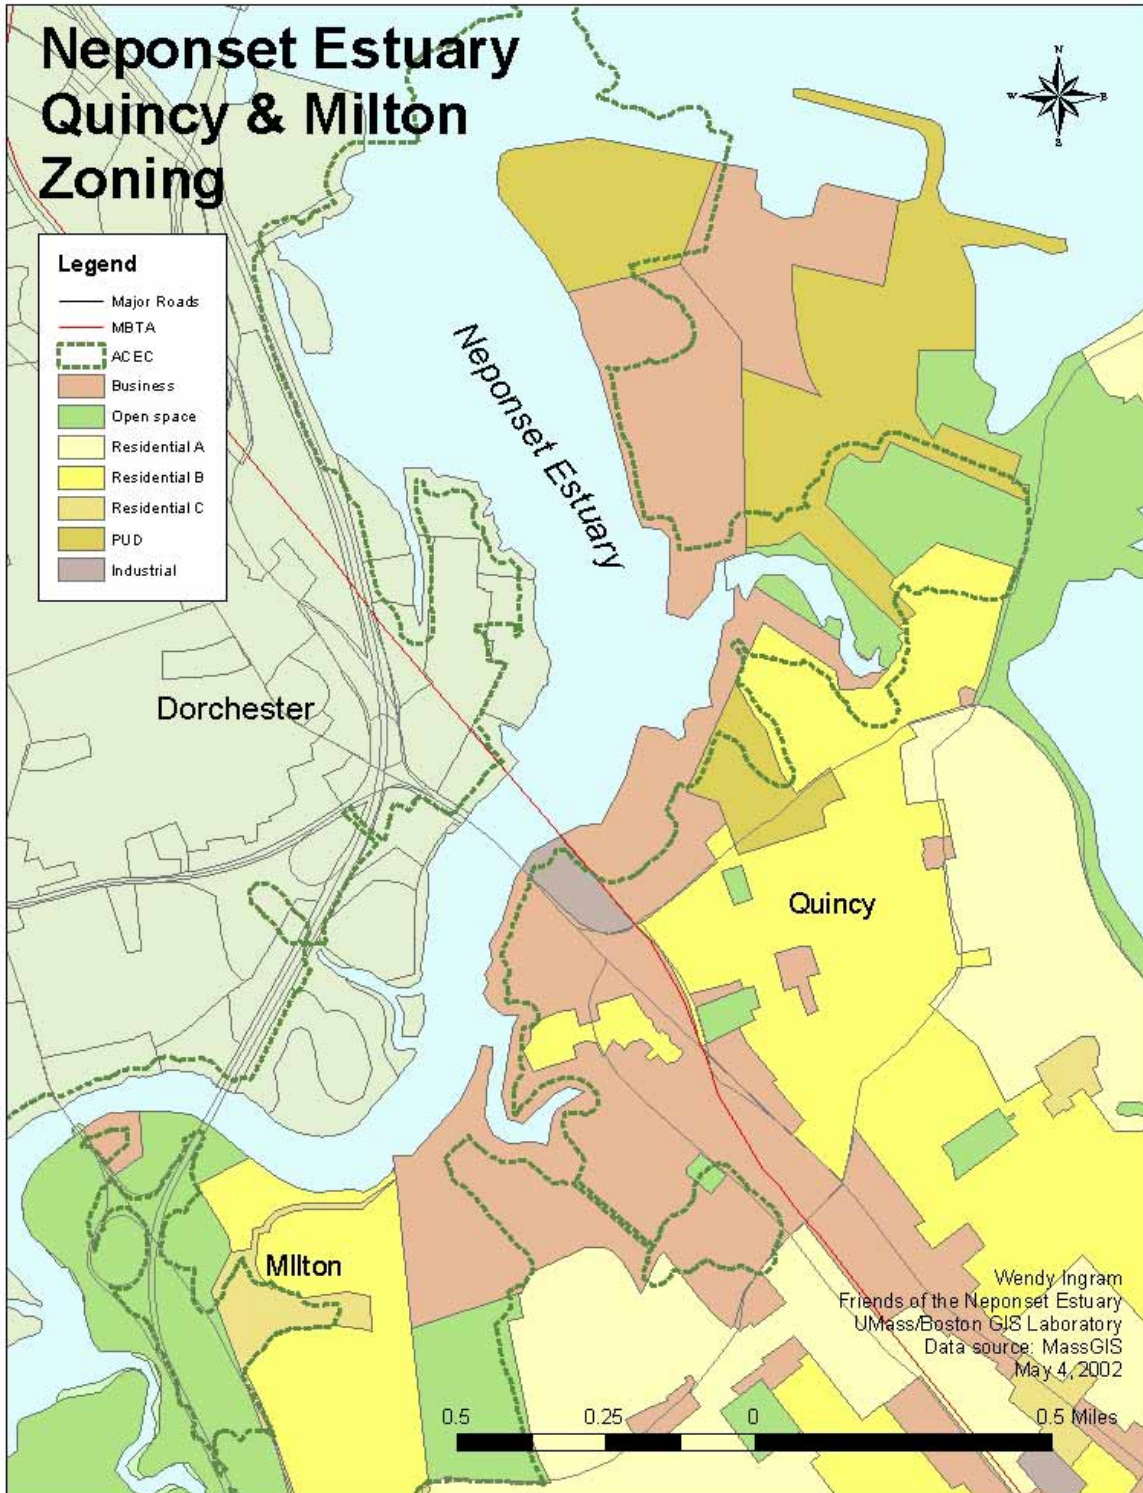 Neponset Estuary
Quincy & Milton
Zoning
N
W
E
S
Legend
Major Roads
MBTA
ACEC
Business
Open space
Residential A
Residential B
Residential C
PUD
Industrial
Neponset Estuary
Dorchester
Quincy
MIlton
Wendy Ingram
Friends of the Neponset Estuary
UMass/Boston GIS Laboratory
Data source: MassGIS
May 4, 2002
0.5 0.25 0 0.5 Miles